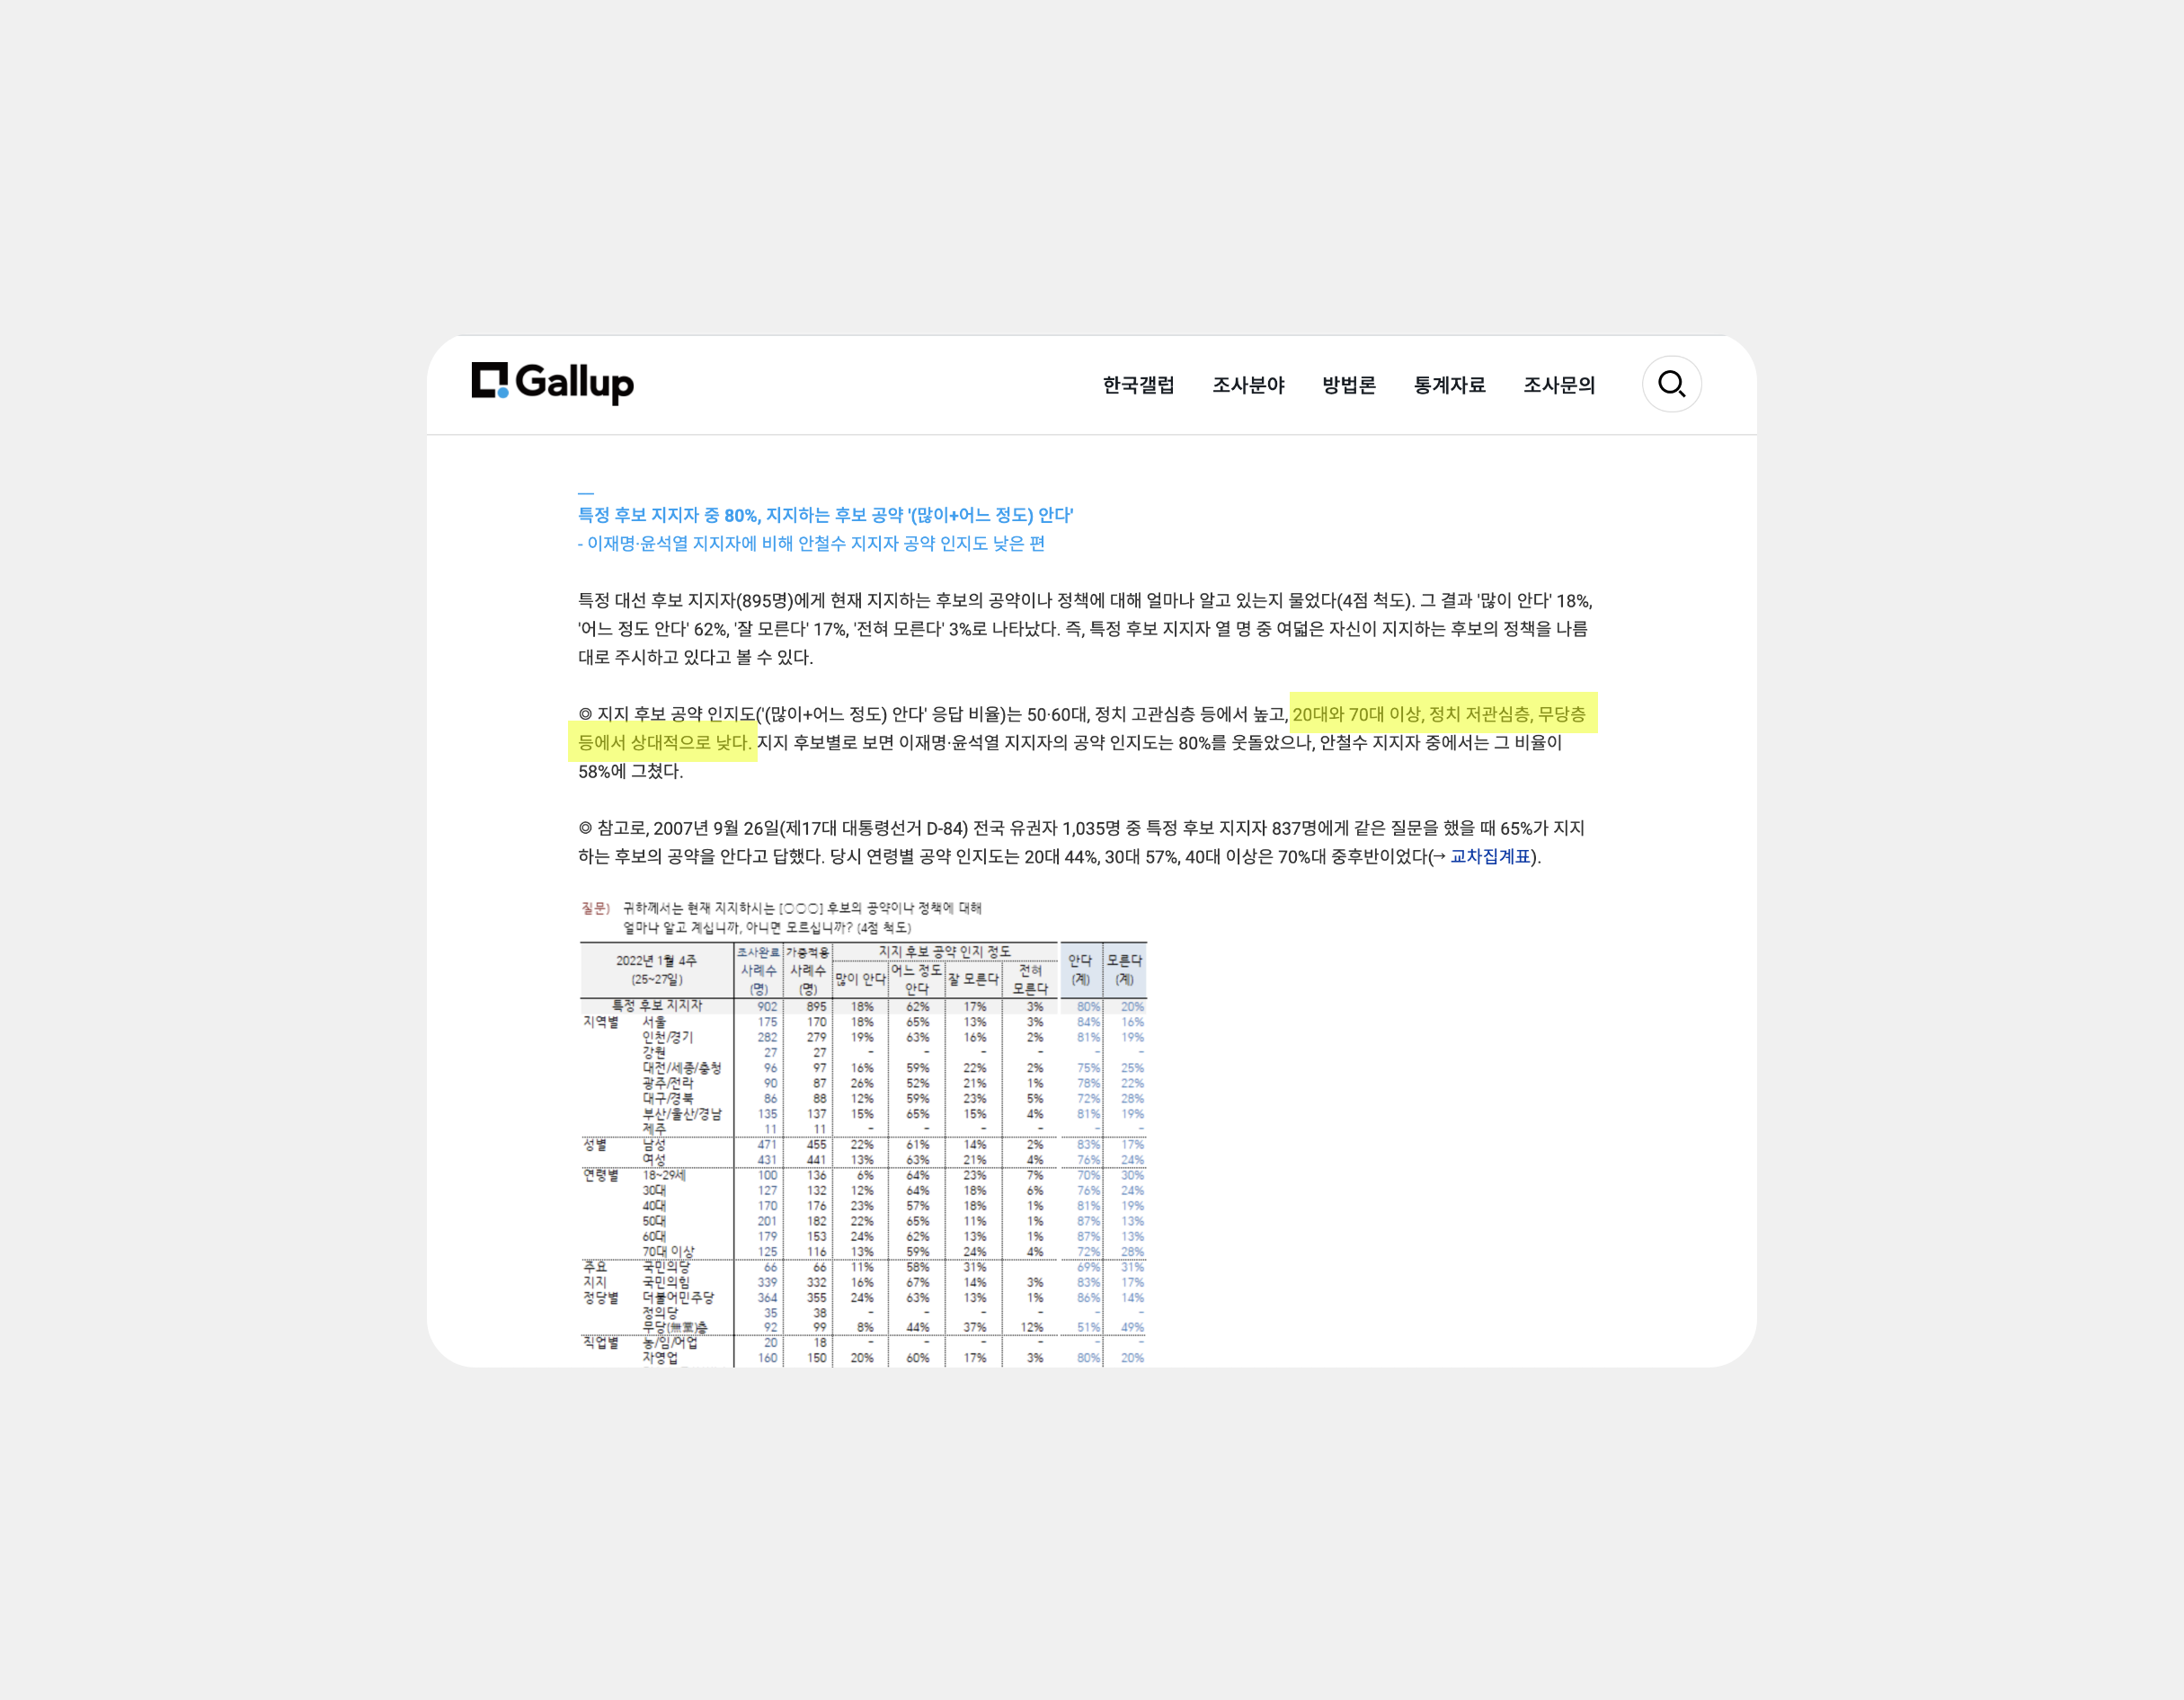 Gallup
한국갤럽 조사분야 방법론 통계자료 조사문의
특정 후보 지지자 중 80%, 지지하는 후보 공약 '(많이+어느 정도) 안다'
- 이재명·윤석열 지지자에 비해 안철수 지지자 공약 인지도 낮은 편
특정 대선 후보 지지자(895명)에게 현재 지지하는 후보의 공약이나 정책에 대해 얼마나 알고 있는지 물었다(4점 척도). 그 결과 '많이 안다' 18%,
'어느 정도 안다' 62%, '잘 모른다' 17%, '전혀 모른다' 3%로 나타났다. 즉, 특정 후보 지지자 열 명 중 여덟은 자신이 지지하는 후보의 정책을 나름
대로 주시하고 있다고 볼 수 있다.
◎ 지지 후보 공약 인지도('(많이+어느 정도) 안다' 응답 비율)는 50·60대, 정치 고관심층 등에서 높고, 20대와 70대 이상, 정치 저관심층, 무당층
등에서 상대적으로 낮다. 지지 후보별로 보면 이재명·윤석열 지지자의 공약 인지도는 80%를 웃돌았으나, 안철수 지지자 중에서는 그 비율이
58%에 그쳤다.
◎ 참고로, 2007년 9월 26일(제17대 대통령선거 D-84) 전국 유권자 1,035명 중 특정 후보 지지자 837명에게 같은 질문을 했을 때 65%가 지지
하는 후보의 공약을 안다고 답했다. 당시 연령별 공약 인지도는 20대 44%, 30대 57%, 40대 이상은 70%대 중후반이었다(→ 교차집계표).
질문) 귀하께서는 현재 지지하시는 [○○○] 후보의 공약이나 정책에 대해
얼마나 알고 계십니까, 아니면 모르십니까? (4점 척도)
2022년 1월 4주 (25~27일) 조사완료 사례수 (명) 가중적용 사례수 (명) 지지 후보 공약 인지 정도 안다 (계) 모른다 (계)
많이 안다 어느 정도 안다 잘 모른다 전혀 모른다
특정 후보 지지자 902 895 18% 62% 17% 3% 80% 20%
지역별 서울 175 170 18% 65% 13% 3% 84% 16%
인천/경기 282 279 19% 63% 16% 2% 81% 19%
강원 27 27 - - - - - -
대전/세종/충청 96 97 16% 59% 22% 2% 75% 25%
광주/전라 90 87 26% 52% 21% 1% 78% 22%
대구/경북 86 88 12% 59% 23% 5% 72% 28%
부산/울산/경남 135 137 15% 65% 15% 4% 81% 19%
제주 11 11 - - - - - -
성별 남성 471 455 22% 61% 14% 2% 83% 17%
여성 431 441 13% 63% 21% 4% 76% 24%
연령별 18~29세 100 136 6% 64% 23% 7% 70% 30%
30대 127 132 12% 64% 18% 6% 76% 24%
40대 170 176 23% 57% 18% 1% 81% 19%
50대 201 182 22% 65% 11% 1% 87% 13%
60대 179 153 24% 62% 13% 1% 87% 13%
70대 이상 125 116 13% 59% 24% 4% 72% 28%
주요 국민의당 66 66 11% 58% 31% 69% 31%
지지 국민의힘 339 332 16% 67% 14% 3% 83% 17%
정당별 더불어민주당 364 355 24% 63% 13% 1% 86% 14%
정의당 35 38 - - - - - -
무당(無黨)층 92 99 8% 44% 37% 12% 51% 49%
직업별 농/임/어업 20 18 - - - - - -
자영업 160 150 20% 60% 17% 3% 80% 20%